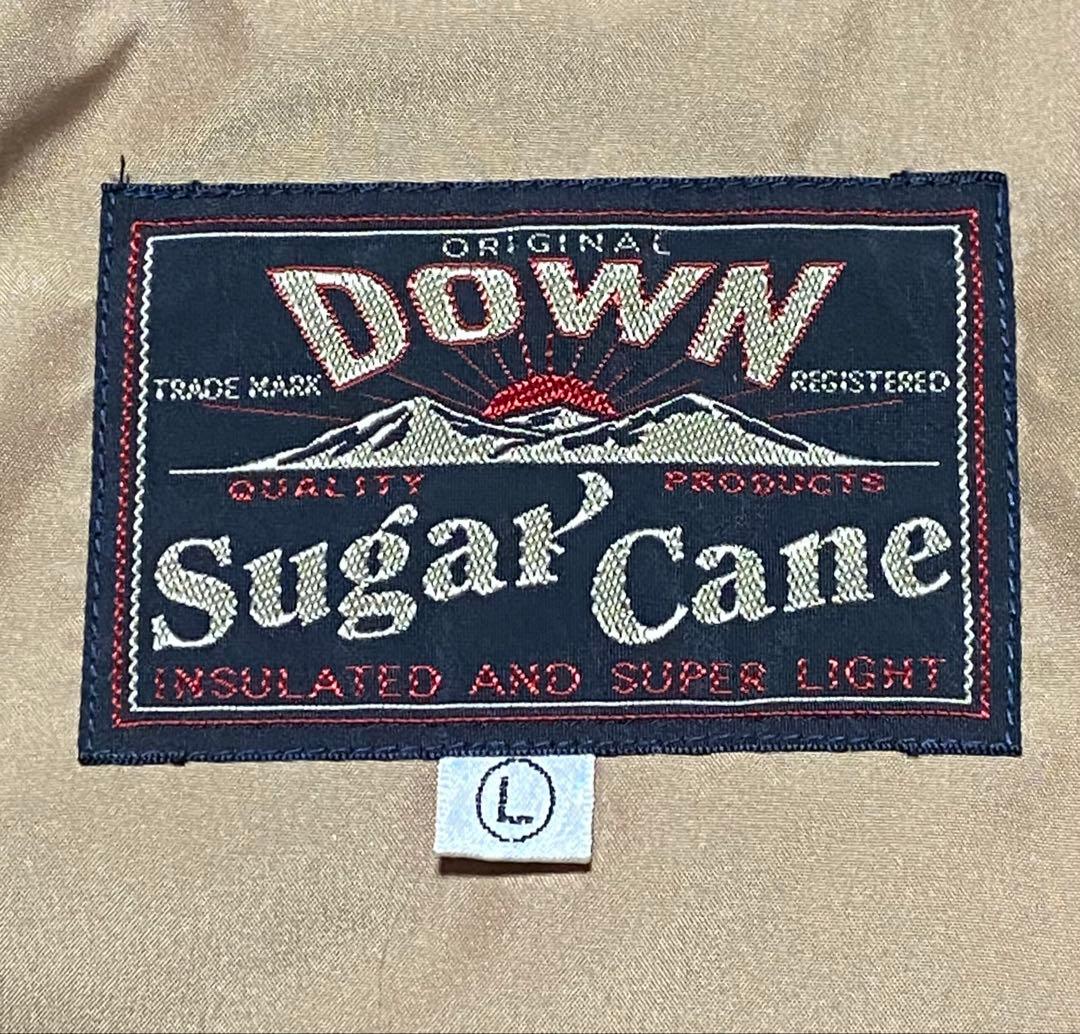 ORIGINAL
DOWN
TRADE MARK REGISTERED
QUALITY PRODUCTS
Sugar Cane
INSULATED AND SUPER LIGHT
L